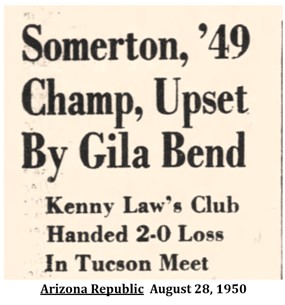 Somerton, '49
Champ, Upset
By Gila Bend
Kenny Law's Club
Handed 2-0 Loss
In Tucson Meet
Arizona Republic August 28, 1950